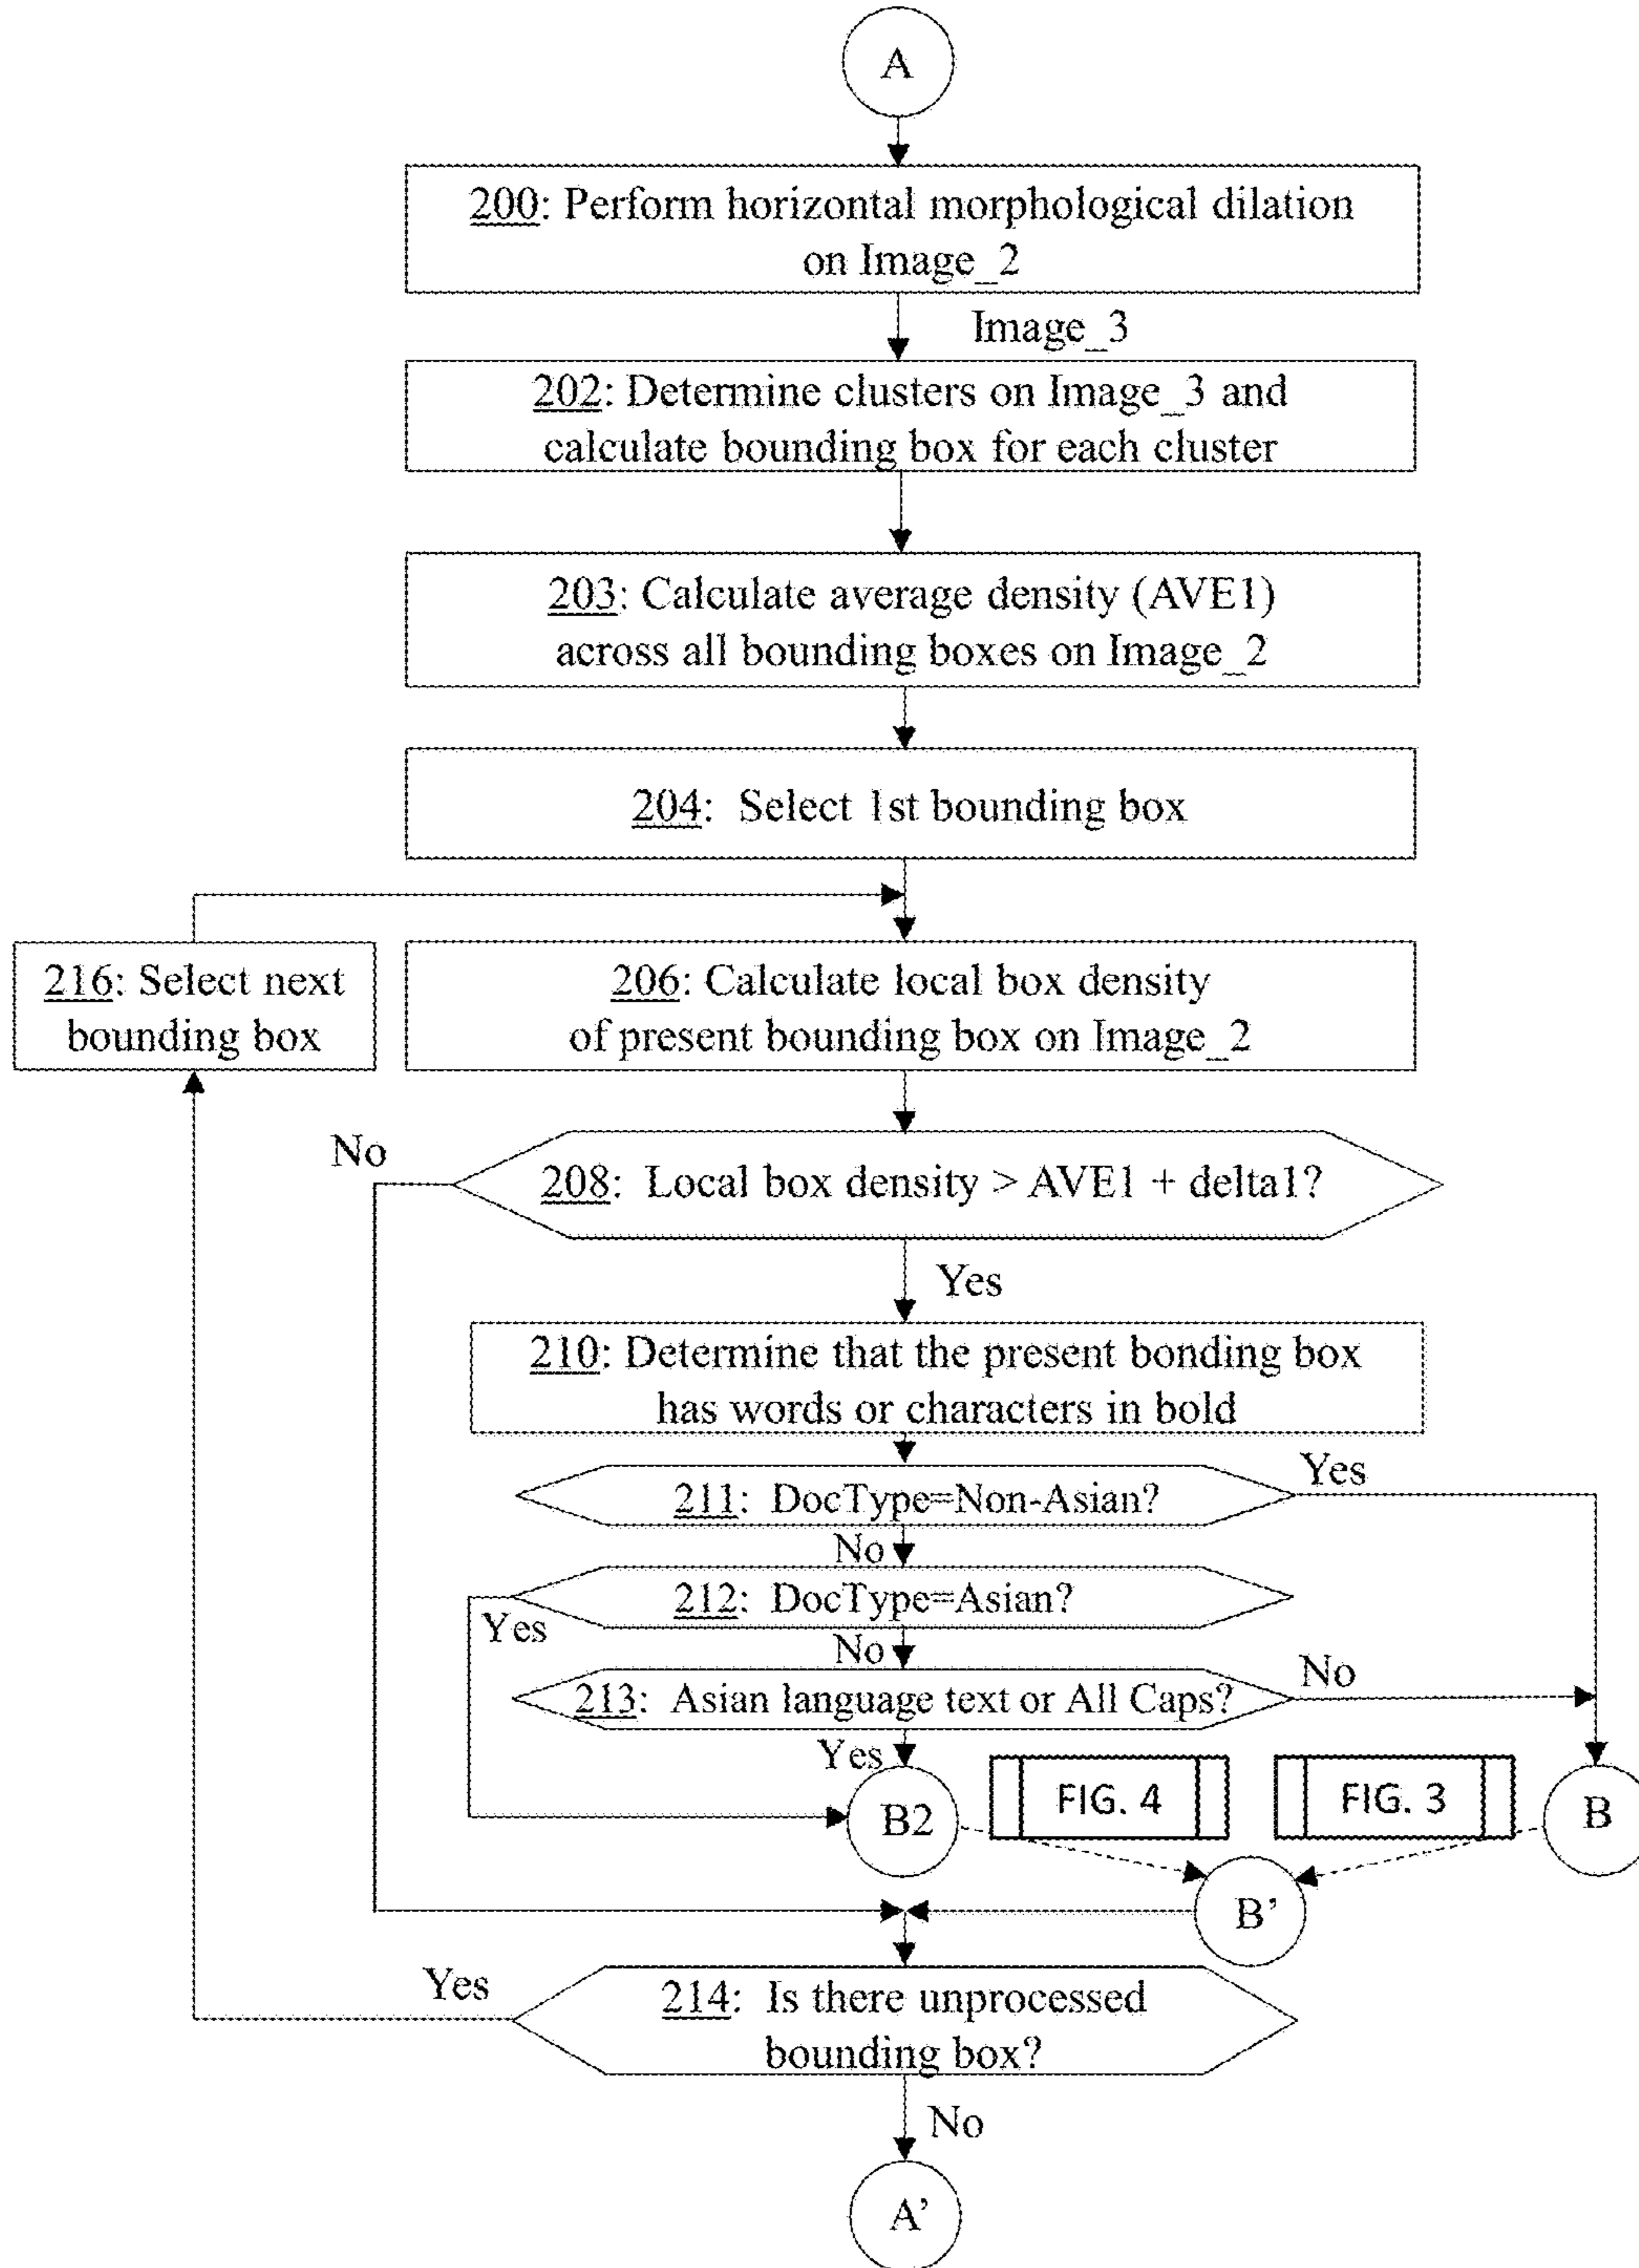 A
200: Perform horizontal morphological dilation
on Image_2
Image_3
202: Determine clusters on Image_3 and
calculate bounding box for each cluster
203: Calculate average density (AVE1)
across all bounding boxes on Image_2
204: Select 1st bounding box
216: Select next
bounding box
206: Calculate local box density
of present bounding box on Image_2
No
208: Local box density > AVE1 + delta1?
Yes
210: Determine that the present bonding box
has words or characters in bold
211: DocType=Non-Asian?
Yes
No
212: DocType=Asian?
Yes
No
213: Asian language text or All Caps?
No
Yes
B2
FIG. 4
FIG. 3
B
B’
Yes
214: Is there unprocessed
bounding box?
No
A’